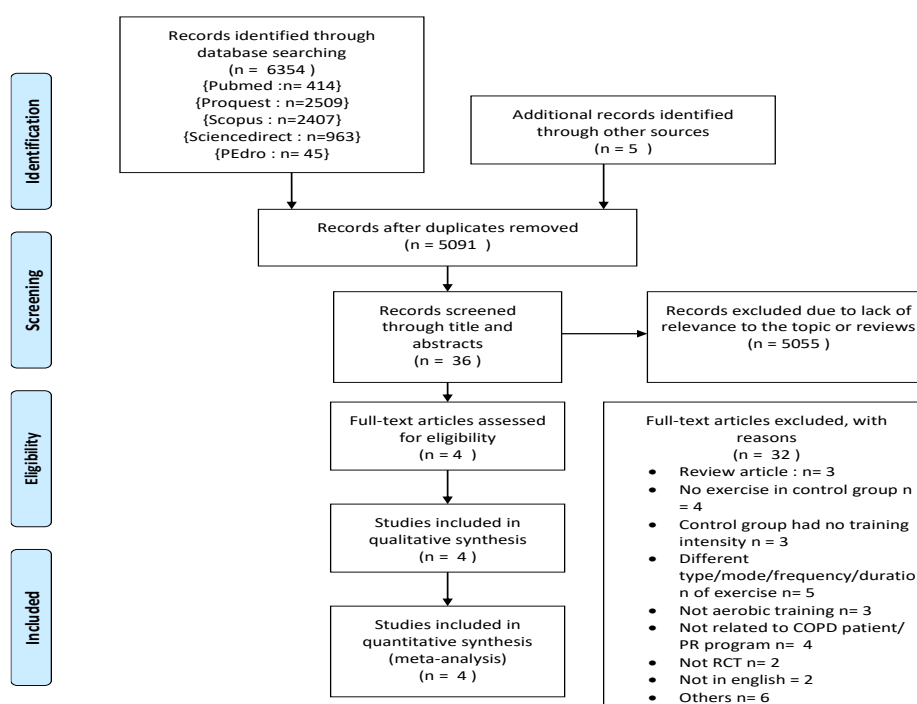 Records identified through
database searching
(n = 6354 )
{Pubmed :n= 414}
{Proquest : n=2509}
{Scopus : n=2407}
{Sciencedirect : n=963}
{PEdro : n= 45}
Additional records identified
through other sources
(n = 5 )
Identification
Records after duplicates removed
(n = 5091 )
Screening
Records screened
through title and
abstracts
(n = 36 )
Records excluded due to lack of
relevance to the topic or reviews
(n = 5055 )
Eligibility
Full-text articles assessed
for eligibility
(n = 4 )
Full-text articles excluded, with
reasons
(n = 32 )
• Review article : n= 3
• No exercise in control group n
= 4
• Control group had no training
intensity n = 3
• Different
type/mode/frequency/duratio
n of exercise n= 5
• Not aerobic training n= 3
• Not related to COPD patient/
PR program n= 4
• Not RCT n= 2
• Not in english = 2
• Others n= 6
Studies included in
qualitative synthesis
(n = 4 )
Included
Studies included in
quantitative synthesis
(meta-analysis)
(n = 4 )